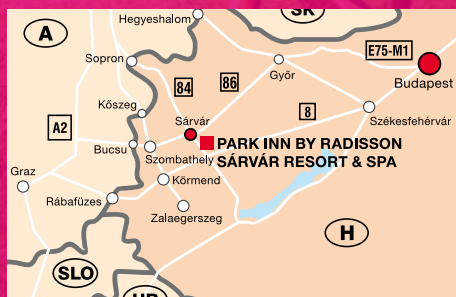 SK
Hegyeshalom
A
E75-M1
Sopron
Győr
Budapest
84
86
Kőszeg
8
Sárvár
Székesfehérvár
A2
PARK INN BY RADISSON
SÁRVÁR RESORT & SPA
Bucsu
Szombathely
Graz
Körmend
Rábafüzes
Zalaegerszeg
H
SLO
HR